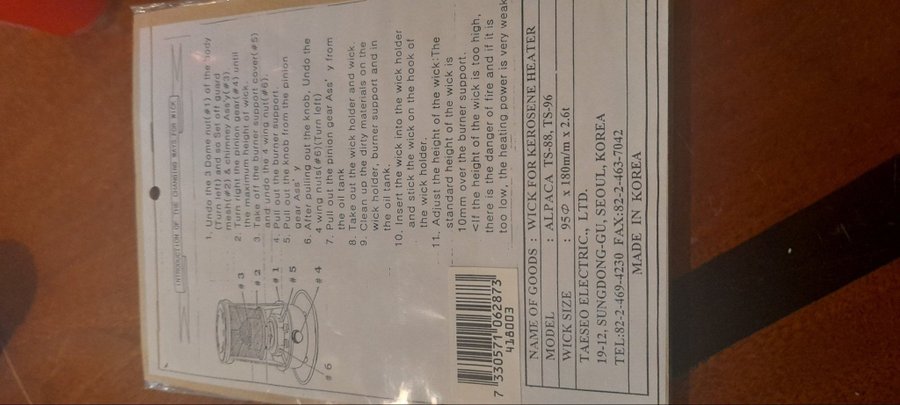 INTRODUCTION OF THE CHANGING WAYS FOR WICK
1. Undo the 3 Dome nut(#1) of the body
(Turn left) and so Set off guard
mesh(#2) & chimney Ass'y(#3).
2. Turn right the pinion gear(#4) until
the maximum height of wick.
3 Take off the burner support cover(#5)
and undo the 4 wing nut(#6).
4. Pull out the burner support.
5. Pull out the knob from the pinion
gear Ass' y
6. After pulling out the knob, Undo the
4 wing nuts(#6)(Turn left)
7. Pull out the pinion gear Ass' y from
the oil tank
8. Take out the wick holder and wick.
9. Clean up the dirty materials on the
wick holder, burner support and in
the oil tank.
10. Insert the wick into the wick holder
and stick the wick on the hook of
the wick holder.
11. Adjust the height of the wick:The
standard height of the wick is
10mm over the burner support.
<If the height of the wick is too high,
there is the danger of fire and if it is
too low, the heating power is very weak
# 3
# 2
# 1
# 5
# 4
# 6
7 330571 062873
418003
NAME OF GOODS : WICK FOR KEROSENE HEATER
MODEL : ALPACA TS-88, TS-96
WICK SIZE : 95Φ x 180m/m x 2.6t
TAESEO ELECTRIC., LTD.
19-12, SUNGDONG-GU, SEOUL, KOREA
TEL:82-2-469-4230 FAX:82-2-463-7042
MADE IN KOREA